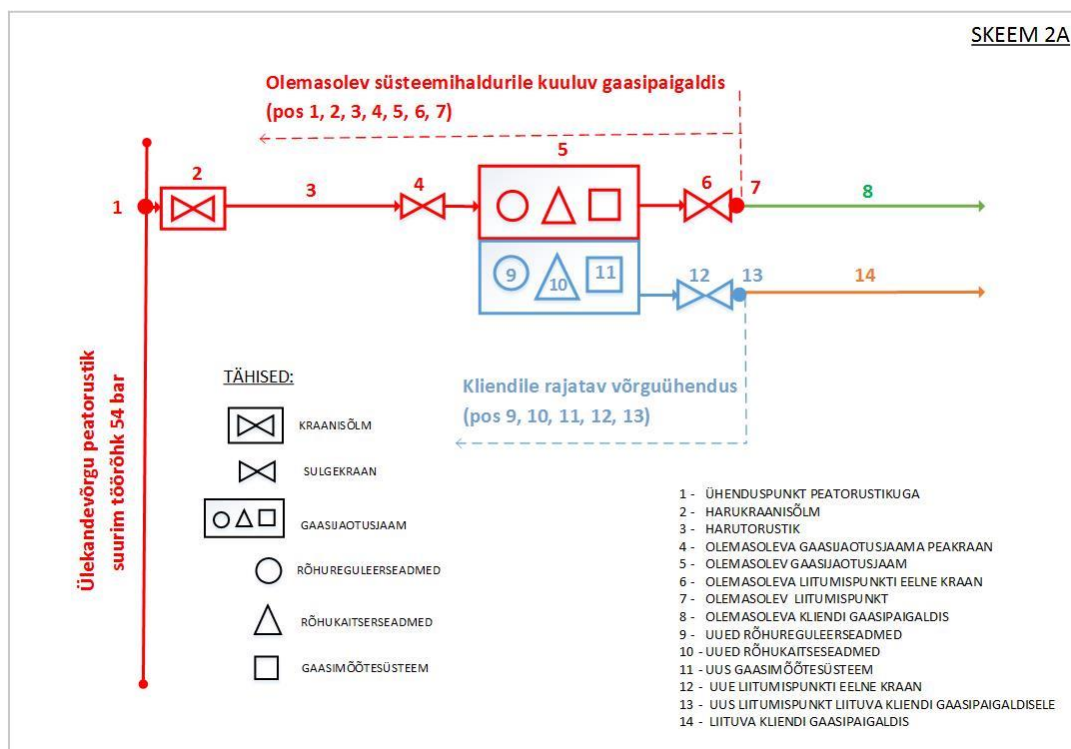 SKEEM 2A
Olemasolev süsteemihaldurile kuuluv gaasipaigaldis
(pos 1, 2, 3, 4, 5, 6, 7)
5
2
3
4
6
7
8
1
9
10
11
12
13
14
Ülekandevõrgu peatorustik
suurim töörõhk 54 bar
Kliendile rajatav võrguühendus
(pos 9, 10, 11, 12, 13)
TÄHISED:
KRAANISÕLM
SULGEKRAAN
GAASIJAOTUSJAAM
RÕHUREGULEERSEADMED
RÕHUKAITSERSEADMED
GAASIMÕÕTESÜSTEEM
1 - ÜHENDUSPUNKT PEATORUSTIKUGA
2 - HARUKRAANISÕLM
3 - HARUTORUSTIK
4 - OLEMASOLEVA GAASIJAOTUSJAAMA PEAKRAAN
5 - OLEMASOLEV GAASIJAOTUSJAAM
6 - OLEMASOLEVA LIITUMISPUNKTI EELNE KRAAN
7 - OLEMASOLEV LIITUMISPUNKT
8 - OLEMASOLEVA KLIENDI GAASIPAIGALDIS
9 - UUED RÕHUREGULEERSEADMED
10 - UUED RÕHUKAITSESEADMED
11 - UUS GAASIMÕÕTESÜSTEEM
12 - UUE LIITUMISPUNKTI EELNE KRAAN
13 - UUS LIITUMISPUNKT LIITUVA KLIENDI GAASIPAIGALDISELE
14 - LIITUVA KLIENDI GAASIPAIGALDIS